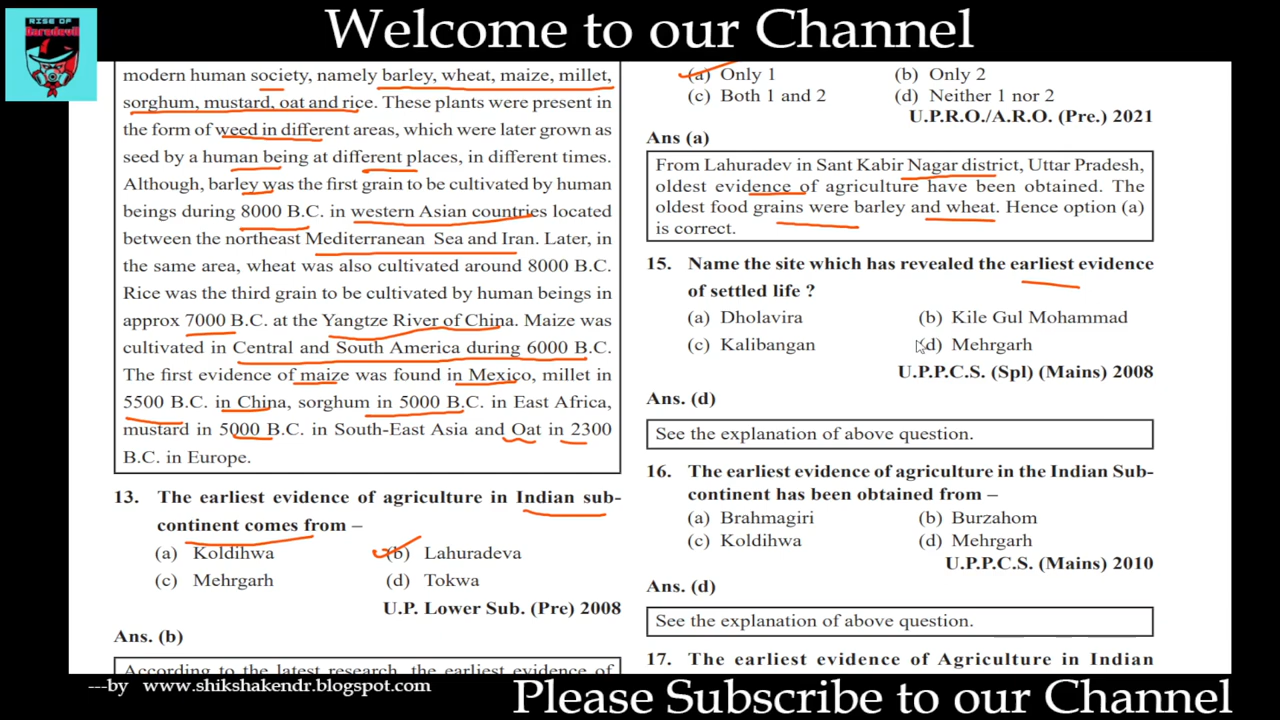 Welcome to our Channel
RISE OF
Daredevil
modern human society, namely barley, wheat, maize, millet,
sorghum, mustard, oat and rice. These plants were present in
the form of weed in different areas, which were later grown as
seed by a human being at different places, in different times.
Although, barley was the first grain to be cultivated by human
beings during 8000 B.C. in western Asian countries located
between the northeast Mediterranean Sea and Iran. Later, in
the same area, wheat was also cultivated around 8000 B.C.
Rice was the third grain to be cultivated by human beings in
approx 7000 B.C. at the Yangtze River of China. Maize was
cultivated in Central and South America during 6000 B.C.
The first evidence of maize was found in Mexico, millet in
5500 B.C. in China, sorghum in 5000 B.C. in East Africa,
mustard in 5000 B.C. in South-East Asia and Oat in 2300
B.C. in Europe.
13. The earliest evidence of agriculture in Indian sub-
continent comes from –
(a) Koldihwa (b) Lahuradeva
(c) Mehrgarh (d) Tokwa
U.P. Lower Sub. (Pre) 2008
Ans. (b)
According to the latest research, the earliest evidence of
(a) Only 1 (b) Only 2
(c) Both 1 and 2 (d) Neither 1 nor 2
U.P.R.O./A.R.O. (Pre.) 2021
Ans (a)
From Lahuradev in Sant Kabir Nagar district, Uttar Pradesh,
oldest evidence of agriculture have been obtained. The
oldest food grains were barley and wheat. Hence option (a)
is correct.
15. Name the site which has revealed the earliest evidence
of settled life ?
(a) Dholavira (b) Kile Gul Mohammad
(c) Kalibangan (d) Mehrgarh
U.P.P.C.S. (Spl) (Mains) 2008
Ans. (d)
See the explanation of above question.
16. The earliest evidence of agriculture in the Indian Sub-
continent has been obtained from –
(a) Brahmagiri (b) Burzahom
(c) Koldihwa (d) Mehrgarh
U.P.P.C.S. (Mains) 2010
Ans. (d)
See the explanation of above question.
17. The earliest evidence of Agriculture in Indian
---by www.shikshakendr.blogspot.com
Please Subscribe to our Channel